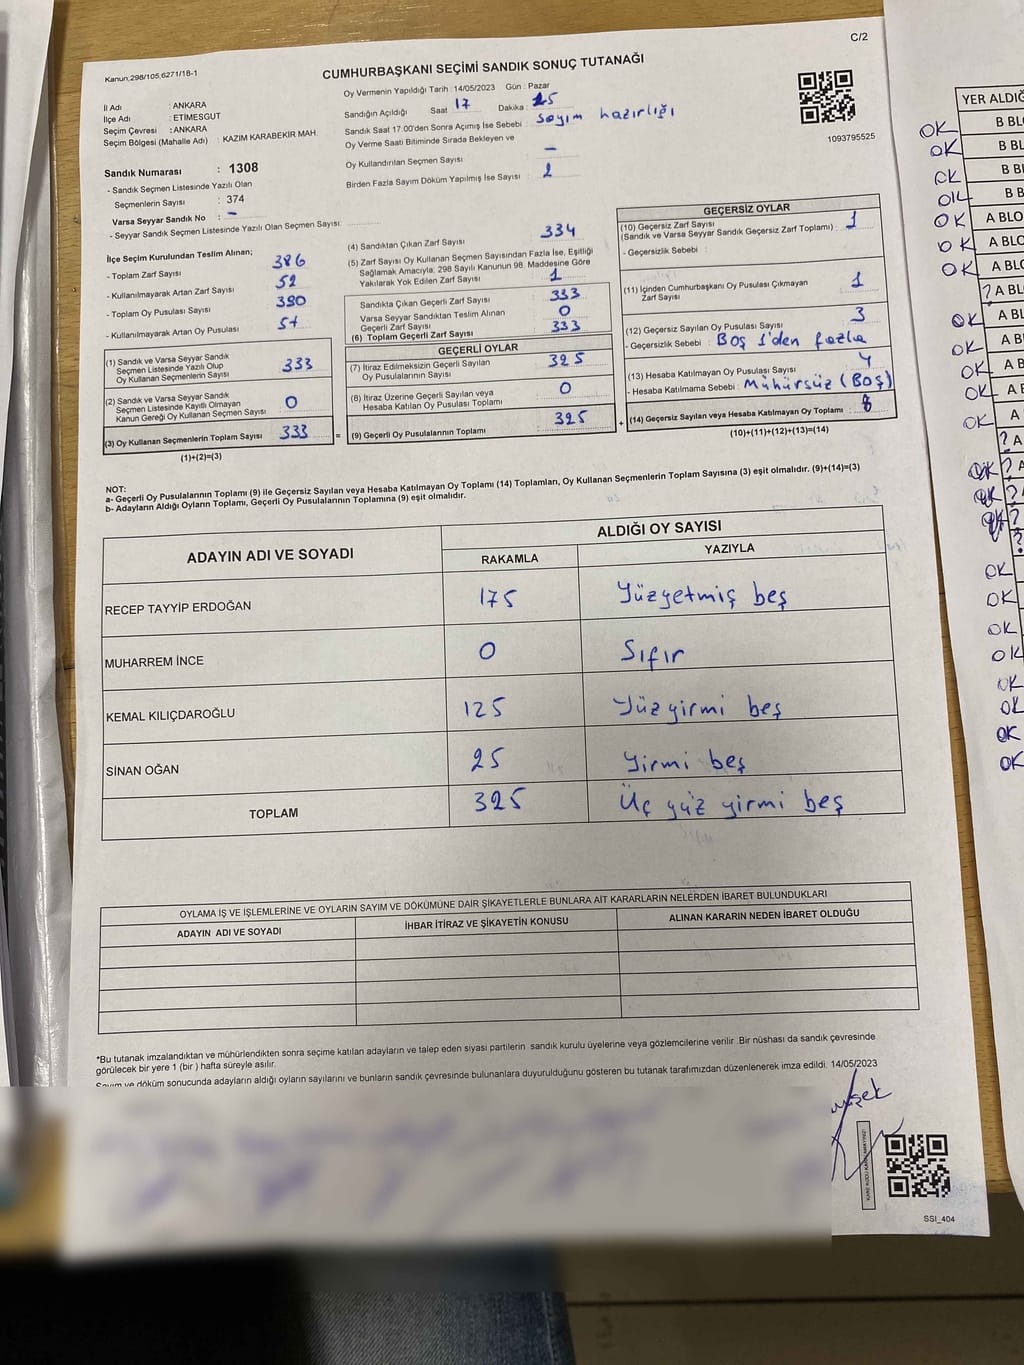 C/2
Kanun,298/105,6271/18-1
CUMHURBAŞKANI SEÇİMİ SANDIK SONUÇ TUTANAĞI
İl Adı : ANKARA
İlçe Adı : ETİMESGUT
Seçim Çevresi : ANKARA
Seçim Bölgesi (Mahalle Adı) : KAZIM KARABEKİR MAH.
Sandık Numarası : 1308
- Sandık Seçmen Listesinde Yazılı Olan
Seçmenlerin Sayısı : 374
Varsa Seyyar Sandık No : -
- Seyyar Sandık Seçmen Listesinde Yazılı Olan Seçmen Sayısı:
Oy Vermenin Yapıldığı Tarih : 14/05/2023 Gün : Pazar
Sandığın Açıldığı Saat : 17 Dakika :
Sandık Saat 17:00'den Sonra Açımış İse Sebebi : Sayım hazırlığı
Oy Verme Saati Bitiminde Sırada Bekleyen ve
Oy Kullandırılan Seçmen Sayısı -
Birden Fazla Sayım Döküm Yapılmış İse Sayısı :
1093795525
İlçe Seçim Kurulundan Teslim Alınan;
- Toplam Zarf Sayısı 386
- Kullanılmayarak Artan Zarf Sayısı 52
- Toplam Oy Pusulası Sayısı
- Kullanılmayarak Artan Oy Pusulası
(1) Sandık ve Varsa Seyyar Sandık
Seçmen Listesinde Yazılı Olup
Oy Kullanan Seçmenlerin Sayısı 333
(2) Sandık ve Varsa Seyyar Sandık
Seçmen Listesinde Kayıtlı Olmayan
Kanun Gereği Oy Kullanan Seçmen Sayısı 0
(3) Oy Kullanan Seçmenlerin Toplam Sayısı 333 =
(1)+(2)=(3)
(4) Sandıktan Çıkan Zarf Sayısı 334
(5) Zarf Sayısı Oy Kullanan Seçmen Sayısından Fazla İse, Eşitliği
Sağlamak Amacıyla; 298 Sayılı Kanunun 98. Maddesine Göre
Yakılarak Yok Edilen Zarf Sayısı 1
Sandıkta Çıkan Geçerli Zarf Sayısı 333
Varsa Seyyar Sandıktan Teslim Alınan
Geçerli Zarf Sayısı 0
(6) Toplam Geçerli Zarf Sayısı 333
GEÇERLİ OYLAR
(7) İtiraz Edilmeksizin Geçerli Sayılan
Oy Pusulalarının Sayısı 325
(8) İtiraz Üzerine Geçerli Sayılan veya
Hesaba Katılan Oy Pusulası Toplamı 0
(9) Geçerli Oy Pusulalarının Toplamı 325 +
GEÇERSİZ OYLAR
(10) Geçersiz Zarf Sayısı
(Sandık ve Varsa Seyyar Sandık Geçersiz Zarf Toplamı) : 1
- Geçersizlik Sebebi :
(11) İçinden Cumhurbaşkanı Oy Pusulası Çıkmayan
Zarf Sayısı 1
(12) Geçersiz Sayılan Oy Pusulası Sayısı 3
- Geçersizlik Sebebi : Boş 1'den fazla
(13) Hesaba Katılmayan Oy Pusulası Sayısı
- Hesaba Katılmama Sebebi : Mühürsüz (Boş)
(14) Geçersiz Sayılan veya Hesaba Katılmayan Oy Toplamı 8
(10)+(11)+(12)+(13)=(14)
NOT:
a- Geçerli Oy Pusulalarının Toplamı (9) ile Geçersiz Sayılan veya Hesaba Katılmayan Oy Toplamı (14) Toplamları, Oy Kullanan Seçmenlerin Toplam Sayısına (3) eşit olmalıdır. (9)+(14)=(3)
b- Adayların Aldığı Oyların Toplamı, Geçerli Oy Pusulalarının Toplamına (9) eşit olmalıdır.
ADAYIN ADI VE SOYADI
ALDIĞI OY SAYISI
RAKAMLA YAZIYLA
RECEP TAYYİP ERDOĞAN 175 Yüzyetmiş beş
MUHARREM İNCE 0 Sıfır
KEMAL KILIÇDAROĞLU 125 Yüzyirmi beş
SİNAN OĞAN 25 Yirmi beş
TOPLAM 325 Üç yüz yirmi beş
OYLAMA İŞ VE İŞLEMLERİNE VE OYLARIN SAYIM VE DÖKÜMÜNE DAİR ŞİKAYETLERLE BUNLARA AİT KARARLARIN NELERDEN İBARET BULUNDUKLARI
ADAYIN ADI VE SOYADI İHBAR İTİRAZ VE ŞİKAYETİN KONUSU ALINAN KARARIN NEDEN İBARET OLDUĞU
*Bu tutanak imzalandıktan ve mühürlendikten sonra seçime katılan adayların ve talep eden siyasi partilerin sandık kurulu üyelerine veya gözlemcilerine verilir .Bir nüshası da sandık çevresinde
görülecek bir yere 1 (bir ) hafta süreyle asılır.
Sayım ve döküm sonucunda adayların aldığı oyların sayılarını ve bunların sandık çevresinde bulunanlara duyurulduğunu gösteren bu tutanak tarafımızdan düzenlenerek imza edildi. 14/05/2023
SSI_404
YER ALDIĞ
OK B BLO
OK B BL
OK B B
OK B B
OK A BLO
OK A BLO
OK A BL
? A BL
OK A BL
OK A B
OK A B
OK A
OK A
? A
OK ? A
OK ?
?
?
OK
OK
OK
OK
OK
OK
OK
OK